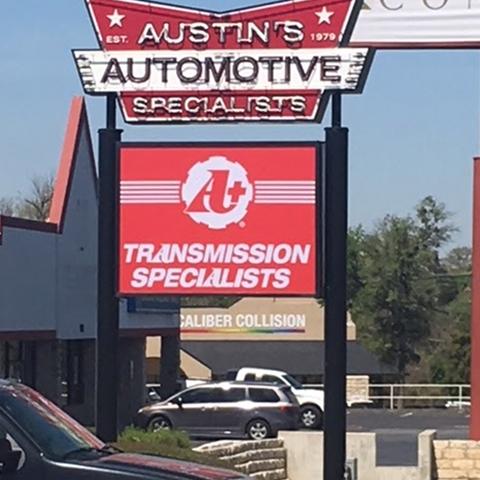 AUSTIN'S
EST. 1979
AUTOMOTIVE
SPECIALISTS
A+
TRANSMISSION
SPECIALISTS
CALIBER COLLISION